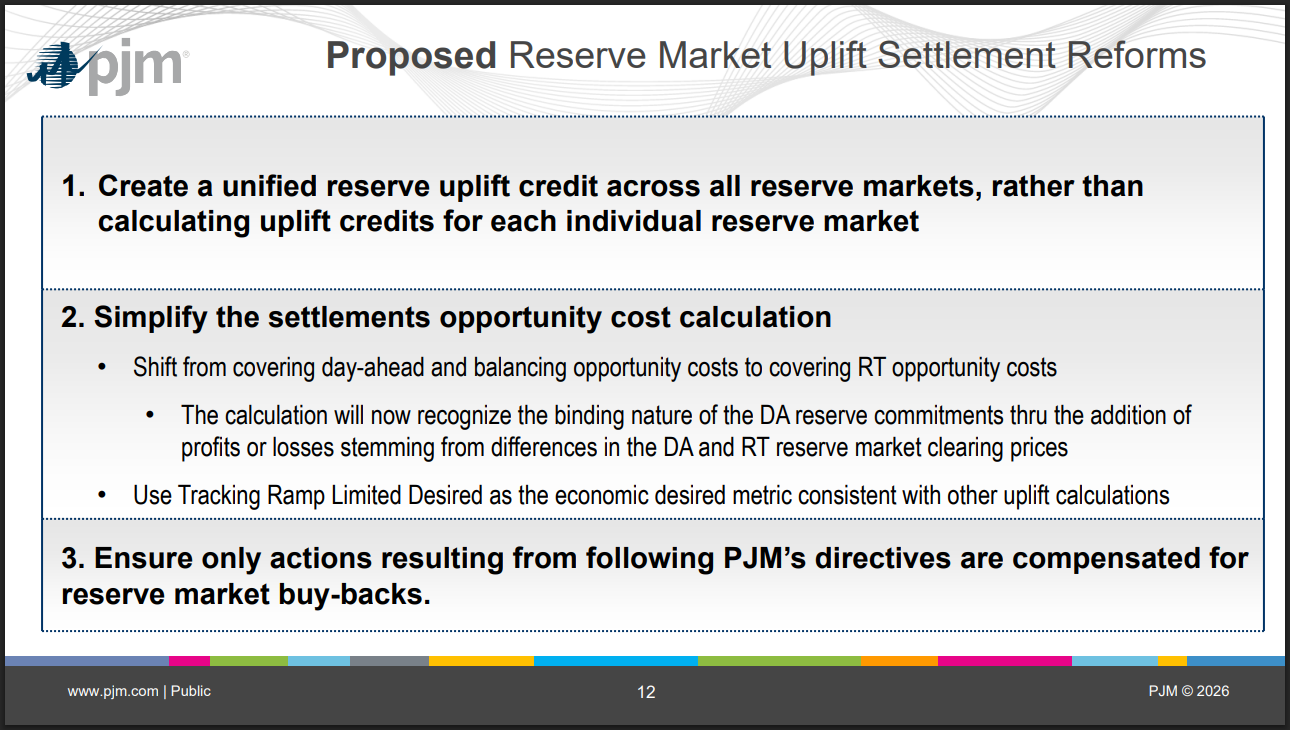 pjm®
Proposed Reserve Market Uplift Settlement Reforms
1. Create a unified reserve uplift credit across all reserve markets, rather than
calculating uplift credits for each individual reserve market
2. Simplify the settlements opportunity cost calculation
• Shift from covering day-ahead and balancing opportunity costs to covering RT opportunity costs
• The calculation will now recognize the binding nature of the DA reserve commitments thru the addition of
profits or losses stemming from differences in the DA and RT reserve market clearing prices
• Use Tracking Ramp Limited Desired as the economic desired metric consistent with other uplift calculations
3. Ensure only actions resulting from following PJM's directives are compensated for
reserve market buy-backs.
www.pjm.com | Public
12
PJM © 2026